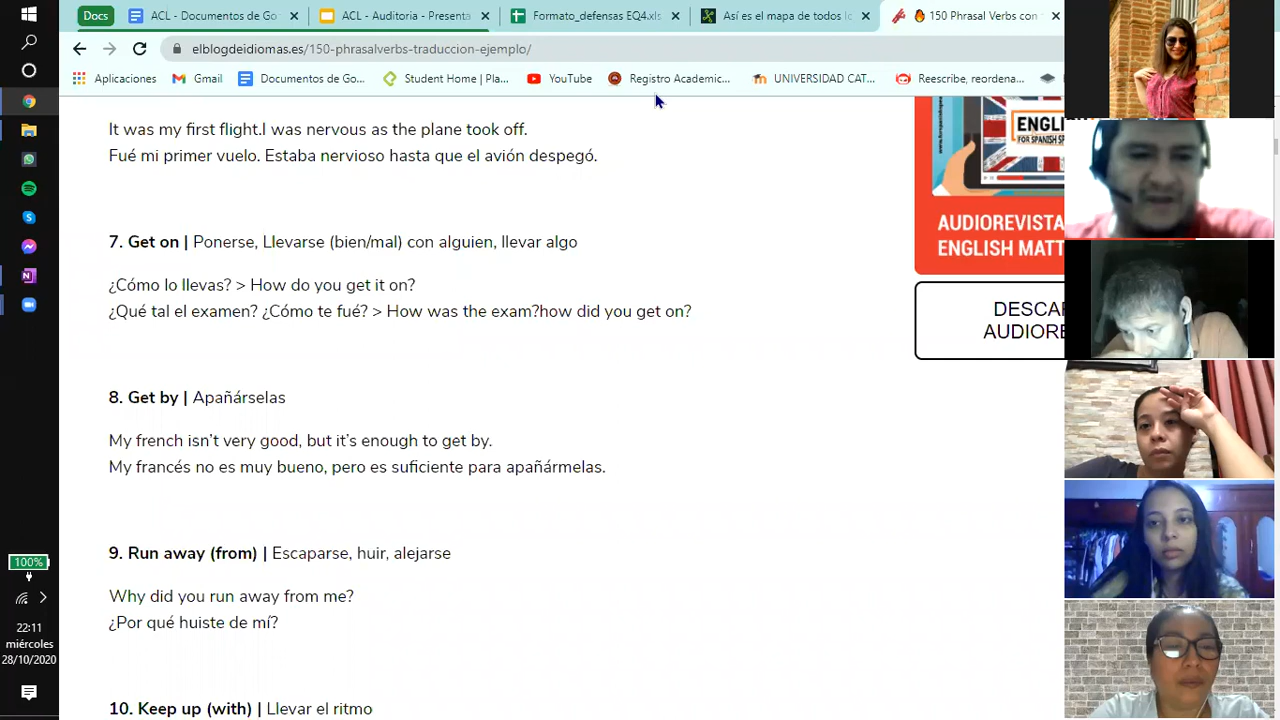 Docs
ACL - Documentos de Go
ACL - Auditoria - Presenta
Formato_defensas EQ4.xls
Así es el nuevo set todos
150 Phrasal Verbs con
elblogdeidiomas.es/150-phrasalverbs-traduccion-ejemplo/
Aplicaciones
Gmail
Documentos de Go...
Student Home | Pla...
YouTube
Registro Academic...
VERSIDAD CAT...
Reescribe, reordena...
It was my first flight.I was nervous as the plane took off.
Fué mi primer vuelo. Estaba nervioso hasta que el avión despegó.
7. Get on | Ponerse, Llevarse (bien,mal) con alguien, llevar algo
¿Cómo lo llevas? > How do you get it on?
¿Qué tal el examen? ¿Cómo te fué? > How was the exam?how did you get on?
8. Get by | Apañárselas
My french isn't very good, but it's enough to get by.
My francés no es muy bueno, pero es suficiente para apañármelas.
9. Run away (from) | Escaparse, huir, alejarse
Why did you run away from me?
¿Por qué huiste de mí?
10. Keep up (with) | Llevar el ritmo
ENGLI
FOR SPANISH SP
AUDIOREVISTA
ENGLISH MATT
DESCAR
AUDIORE
100%
22:11
miércoles
28/10/2020